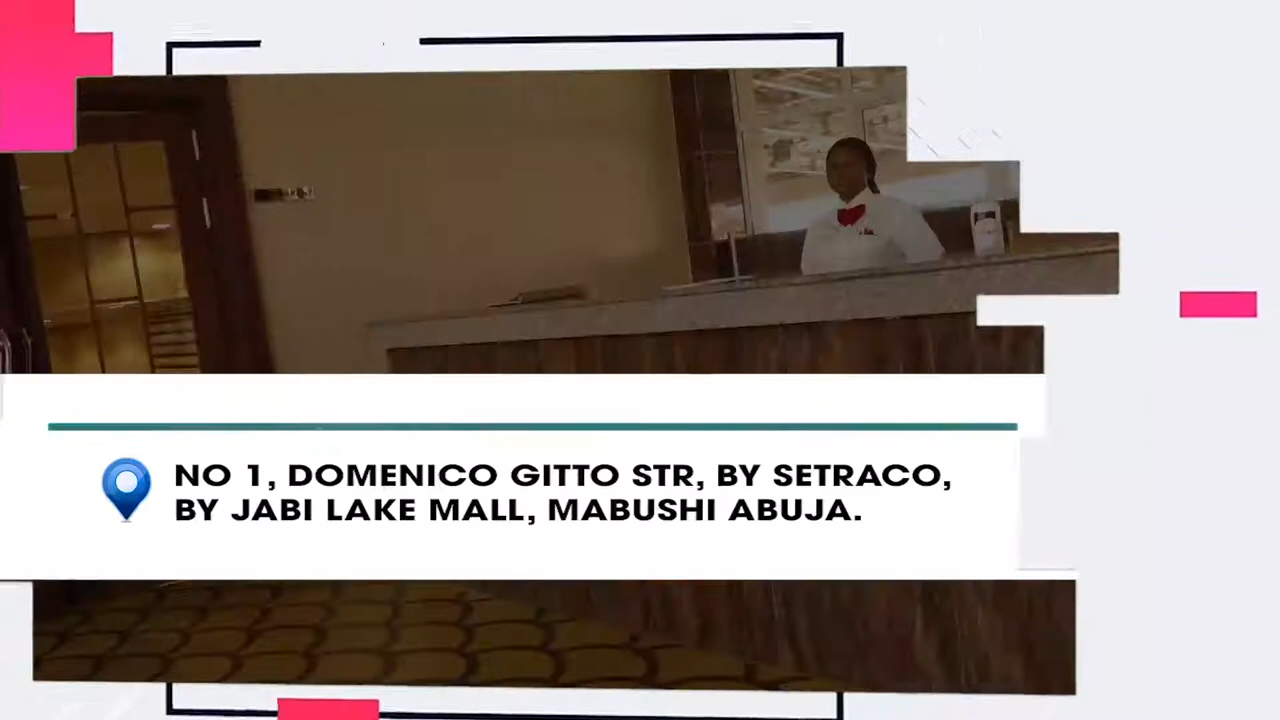 NO 1, DOMENICO GITTO STR, BY SETRACO,
BY JABI LAKE MALL, MABUSHI ABUJA.